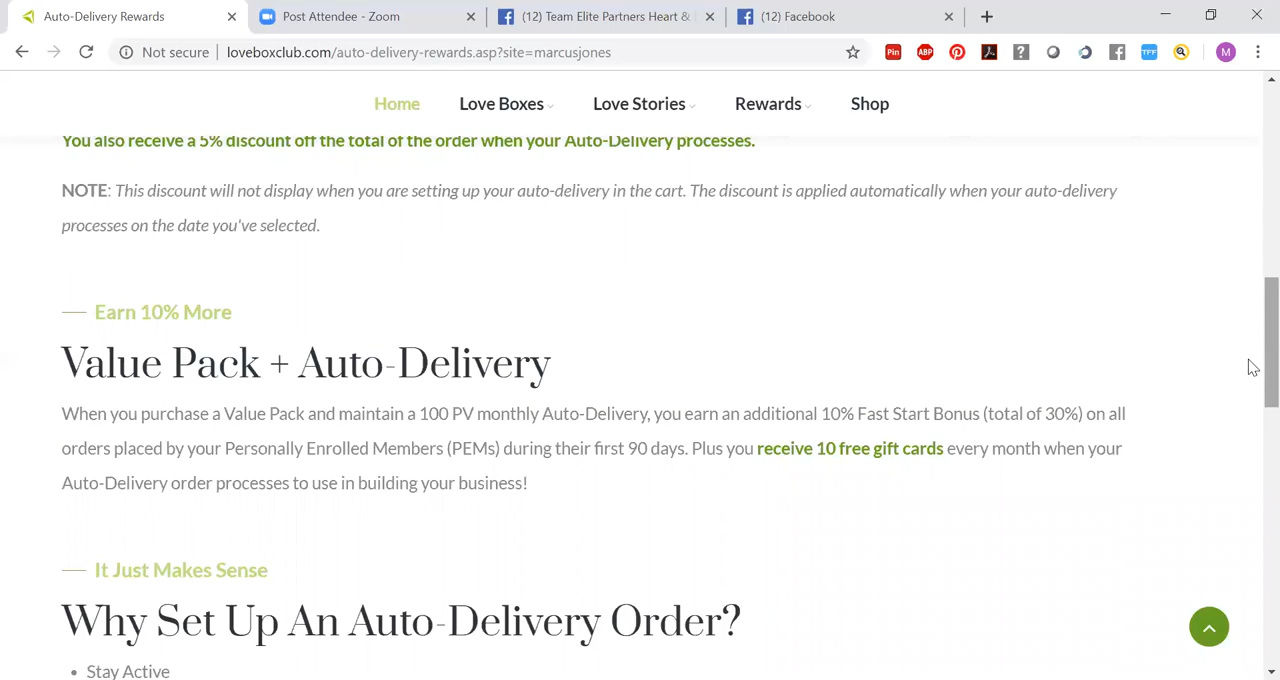 Auto-Delivery Rewards
Post Attendee - Zoom
(12) Team Elite Partners Heart &
(12) Facebook
Not secure
loveboxclub.com/auto-delivery-rewards.asp?site=marcusjones
Pin
ABP
?
TFF
M
Home
Love Boxes
Love Stories
Rewards
Shop
You also receive a 5% discount off the total of the order when your Auto-Delivery processes.
NOTE: This discount will not display when you are setting up your auto-delivery in the cart. The discount is applied automatically when your auto-delivery
processes on the date you've selected.
Earn 10% More
Value Pack + Auto-Delivery
When you purchase a Value Pack and maintain a 100 PV monthly Auto-Delivery, you earn an additional 10% Fast Start Bonus (total of 30%) on all
orders placed by your Personally Enrolled Members (PEMs) during their first 90 days. Plus you receive 10 free gift cards every month when your
Auto-Delivery order processes to use in building your business!
It Just Makes Sense
Why Set Up An Auto-Delivery Order?
• Stay Active